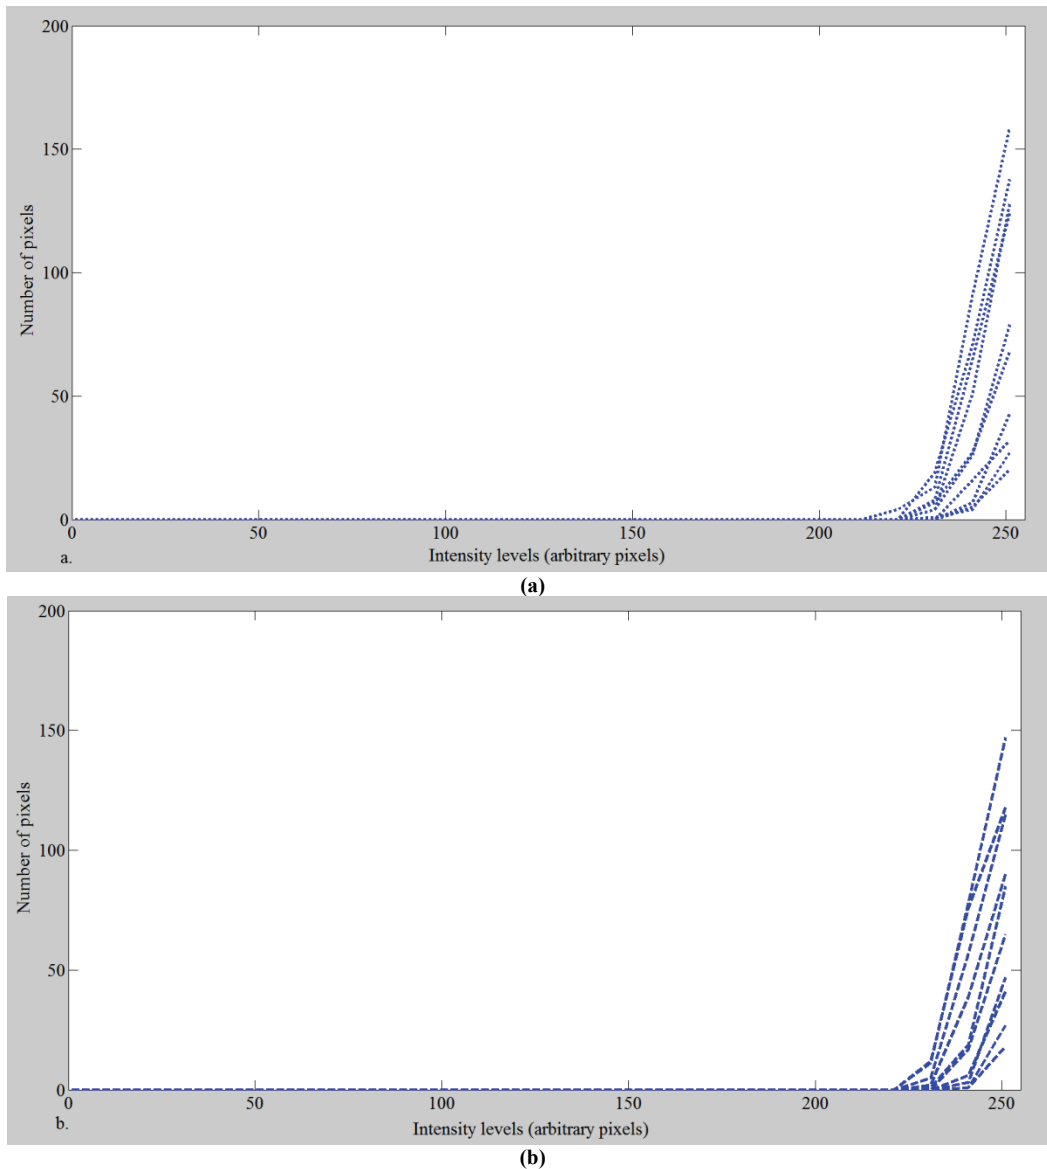 200
150
100
50
0
Number of pixels
0 50 100 150 200 250
a. Intensity levels (arbitrary pixels)
(a)
200
150
100
50
0
Number of pixels
0 50 100 150 200 250
b. Intensity levels (arbitrary pixels)
(b)